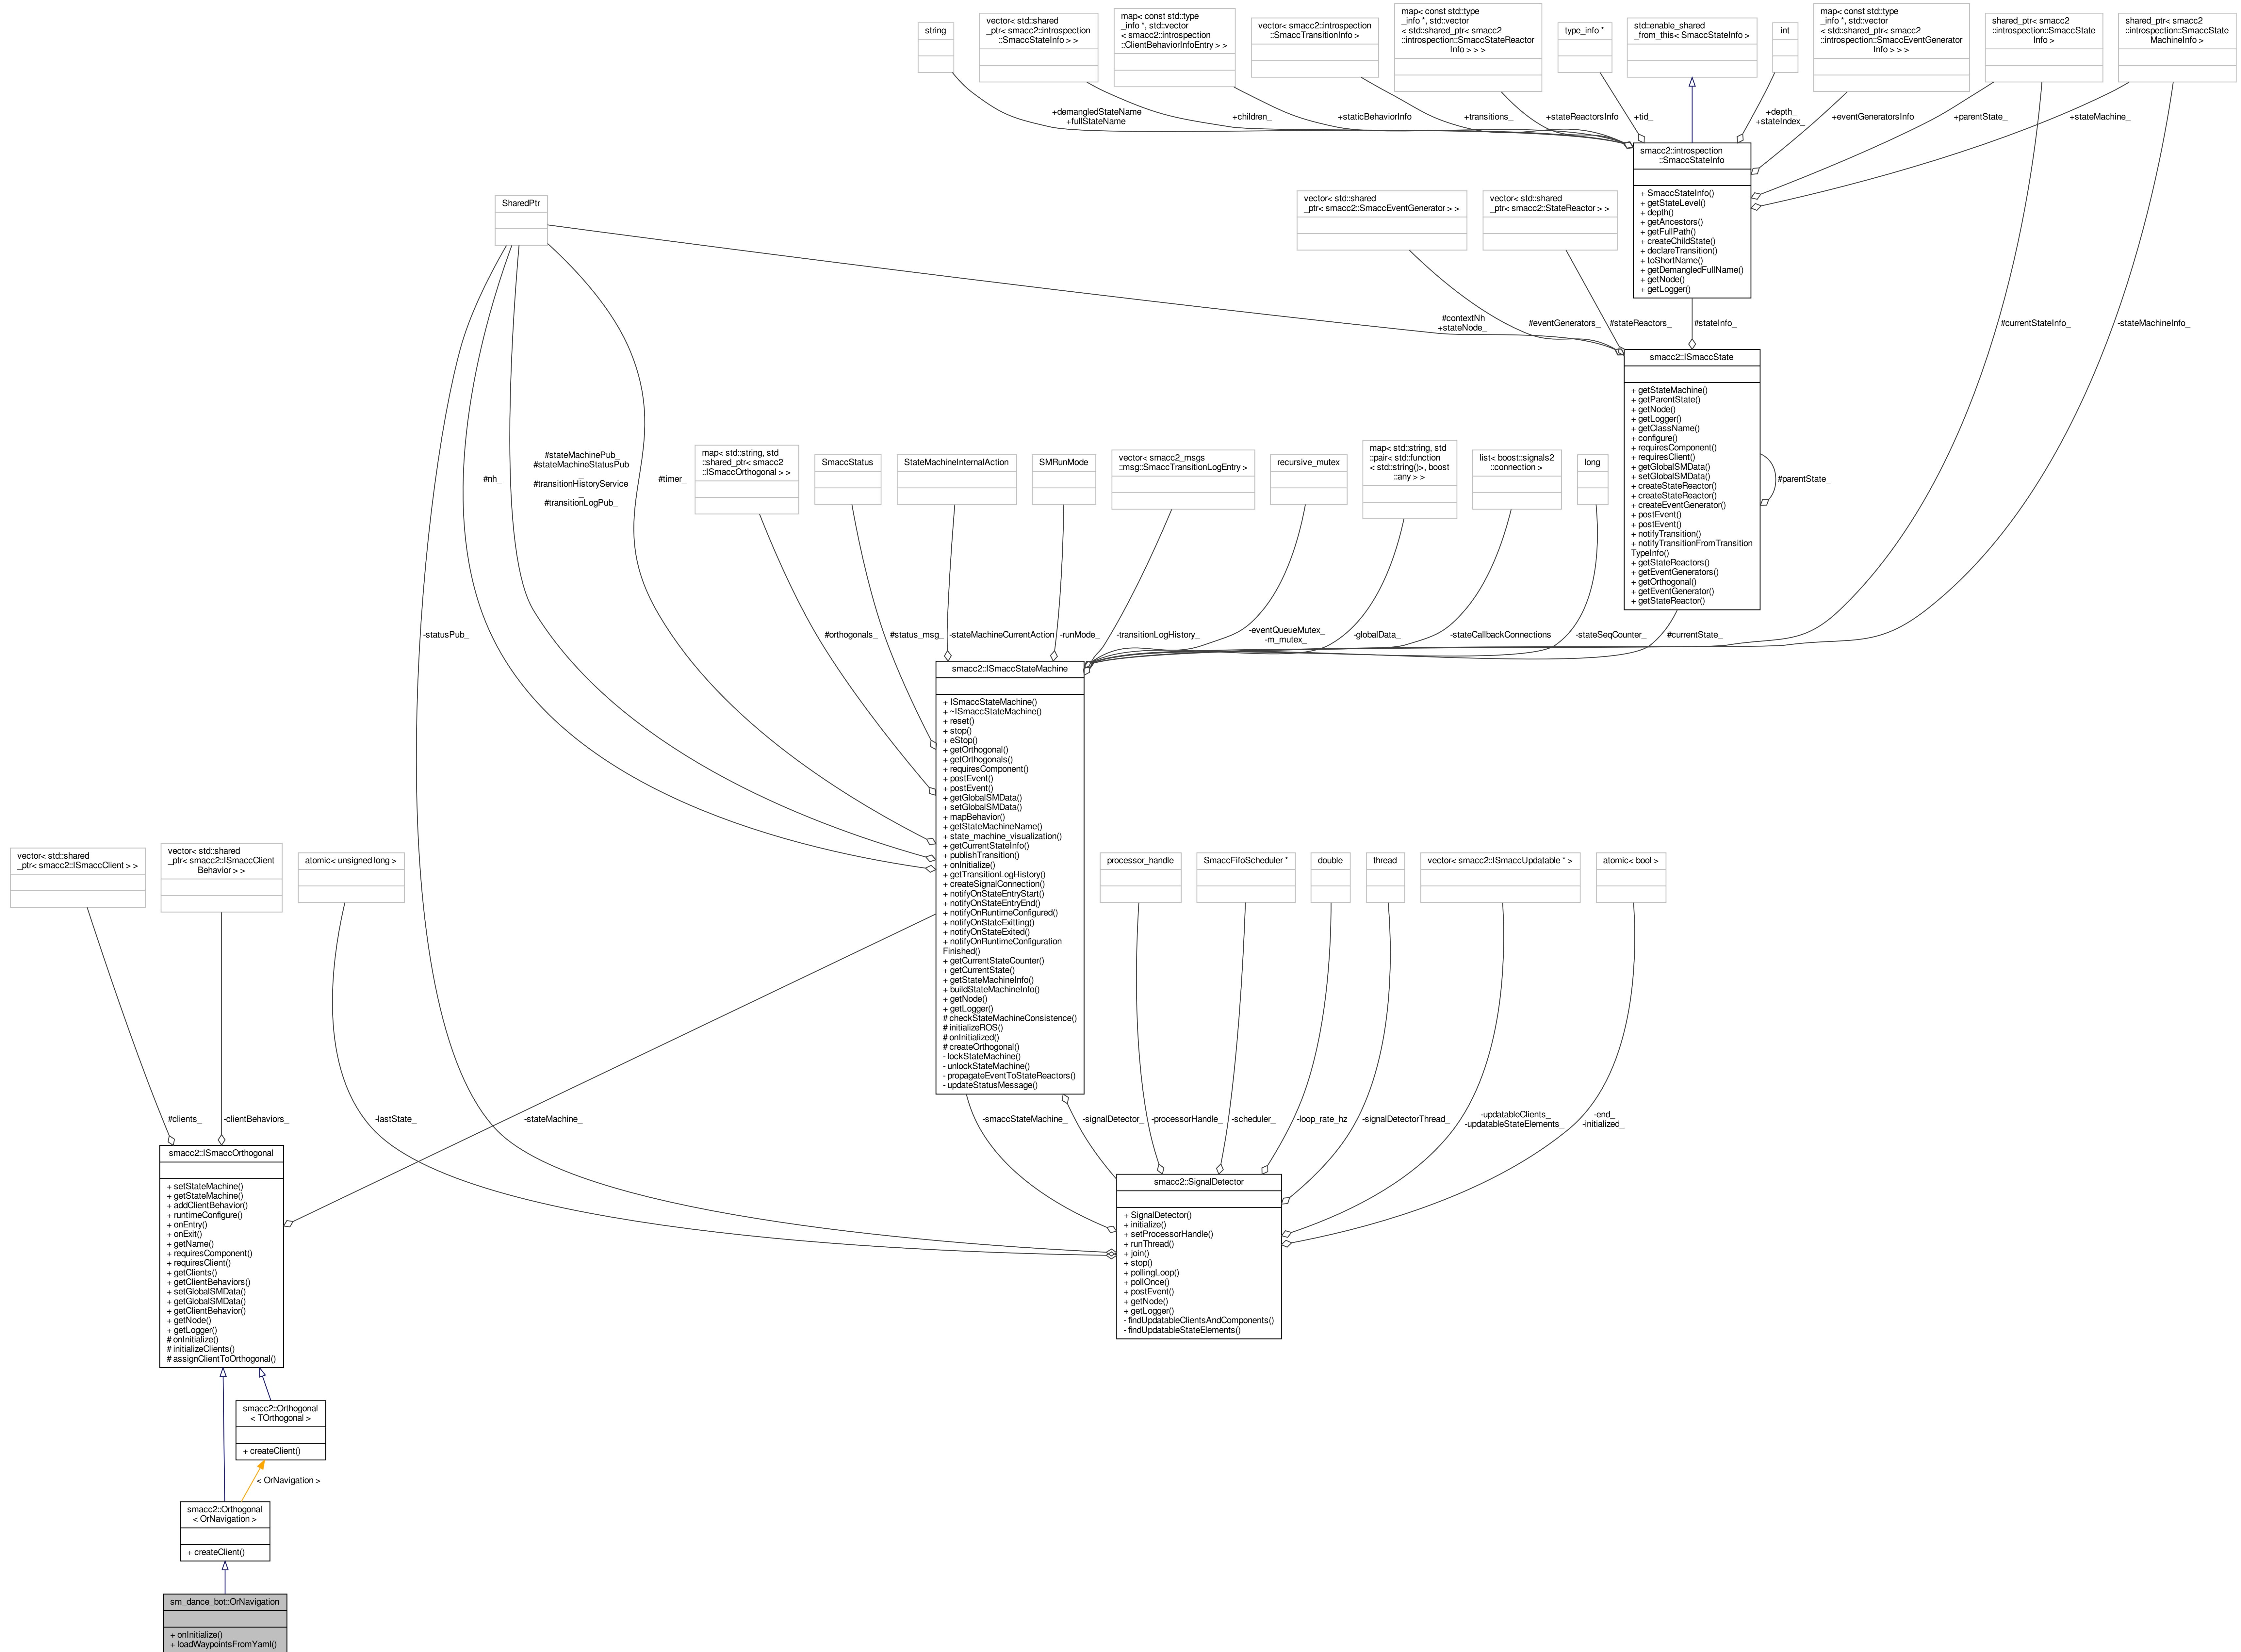 string
vector< std::shared
_ptr< smacc2::introspection
::SmaccStateInfo > >
map< const std::type
_info *, std::vector
< smacc2::introspection
::ClientBehaviorInfoEntry > >
vector< smacc2::introspection
::SmaccTransitionInfo >
map< const std::type
_info *, std::vector
< std::shared_ptr< smacc2
::introspection::SmaccStateReactor
Info > > >
type_info *
std::enable_shared
_from_this< SmaccStateInfo >
int
map< const std::type
_info *, std::vector
< std::shared_ptr< smacc2
::introspection::SmaccEventGenerator
Info > > >
shared_ptr< smacc2
::introspection::SmaccState
Info >
shared_ptr< smacc2
::introspection::SmaccState
MachineInfo >
+demangledStateName
+fullStateName
+children_
+staticBehaviorInfo
+transitions_
+stateReactorsInfo
+tid_
+depth_
+stateIndex_
+eventGeneratorsInfo
+parentState_
+stateMachine_
smacc2::introspection
::SmaccStateInfo
+ SmaccStateInfo()
+ getStateLevel()
+ depth()
+ getAncestors()
+ getFullPath()
+ createChildState()
+ declareTransition()
+ toShortName()
+ getDemangledFullName()
+ getNode()
+ getLogger()
SharedPtr
vector< std::shared
_ptr< smacc2::SmaccEventGenerator > >
vector< std::shared
_ptr< smacc2::StateReactor > >
#contextNh
+stateNode_
#eventGenerators_
#stateReactors_
#stateInfo_
#currentStateInfo_
-stateMachineInfo_
smacc2::ISmaccState
+ getStateMachine()
+ getParentState()
+ getNode()
+ getLogger()
+ getClassName()
+ configure()
+ requiresComponent()
+ requiresClient()
+ getGlobalSMData()
+ setGlobalSMData()
+ createStateReactor()
+ createStateReactor()
+ createEventGenerator()
+ postEvent()
+ postEvent()
+ notifyTransition()
+ notifyTransitionFromTransition
TypeInfo()
+ getStateReactors()
+ getEventGenerators()
+ getOrthogonal()
+ getEventGenerator()
+ getStateReactor()
#parentState_
#nh_
#stateMachinePub_
#stateMachineStatusPub
_
#transitionHistoryService
_
#transitionLogPub_
#timer_
map< std::string, std
::shared_ptr< smacc2
::ISmaccOrthogonal > >
SmaccStatus
StateMachineInternalAction
SMRunMode
vector< smacc2_msgs
::msg::SmaccTransitionLogEntry >
recursive_mutex
map< std::string, std
::pair< std::function
< std::string()>, boost
::any > >
list< boost::signals2
::connection >
long
-statusPub_
#orthogonals_
#status_msg_
-stateMachineCurrentAction
-runMode_
-transitionLogHistory_
-eventQueueMutex_
-m_mutex_
-globalData_
-stateCallbackConnections
-stateSeqCounter_
#currentState_
smacc2::ISmaccStateMachine
+ ISmaccStateMachine()
+ ~ISmaccStateMachine()
+ reset()
+ stop()
+ eStop()
+ getOrthogonal()
+ getOrthogonals()
+ requiresComponent()
+ postEvent()
+ postEvent()
+ getGlobalSMData()
+ setGlobalSMData()
+ mapBehavior()
+ getStateMachineName()
+ state_machine_visualization()
+ getCurrentStateInfo()
+ publishTransition()
+ onInitialize()
+ getTransitionLogHistory()
+ createSignalConnection()
+ notifyOnStateEntryStart()
+ notifyOnStateEntryEnd()
+ notifyOnRuntimeConfigured()
+ notifyOnStateExitting()
+ notifyOnStateExited()
+ notifyOnRuntimeConfiguration
Finished()
+ getCurrentStateCounter()
+ getCurrentState()
+ getStateMachineInfo()
+ buildStateMachineInfo()
+ getNode()
+ getLogger()
# checkStateMachineConsistence()
# initializeROS()
# onInitialized()
# createOrthogonal()
- lockStateMachine()
- unlockStateMachine()
- propagateEventToStateReactors()
- updateStatusMessage()
vector< std::shared
_ptr< smacc2::ISmaccClient > >
vector< std::shared
_ptr< smacc2::ISmaccClient
Behavior > >
atomic< unsigned long >
processor_handle
SmaccFifoScheduler *
double
thread
vector< smacc2::ISmaccUpdatable * >
atomic< bool >
#clients_
-clientBehaviors_
-lastState_
-stateMachine_
-smaccStateMachine_
-signalDetector_
-processorHandle_
-scheduler_
-loop_rate_hz
-signalDetectorThread_
-updatableClients_
-updatableStateElements_
-end_
-initialized_
smacc2::ISmaccOrthogonal
+ setStateMachine()
+ getStateMachine()
+ addClientBehavior()
+ runtimeConfigure()
+ onEntry()
+ onExit()
+ getName()
+ requiresComponent()
+ requiresClient()
+ getClients()
+ getClientBehaviors()
+ setGlobalSMData()
+ getGlobalSMData()
+ getClientBehavior()
+ getNode()
+ getLogger()
# onInitialize()
# initializeClients()
# assignClientToOrthogonal()
smacc2::SignalDetector
+ SignalDetector()
+ initialize()
+ setProcessorHandle()
+ runThread()
+ join()
+ stop()
+ pollingLoop()
+ pollOnce()
+ postEvent()
+ getNode()
+ getLogger()
- findUpdatableClientsAndComponents()
- findUpdatableStateElements()
smacc2::Orthogonal
< TOrthogonal >
+ createClient()
< OrNavigation >
smacc2::Orthogonal
< OrNavigation >
+ createClient()
sm_dance_bot::OrNavigation
+ onInitialize()
+ loadWaypointsFromYaml()